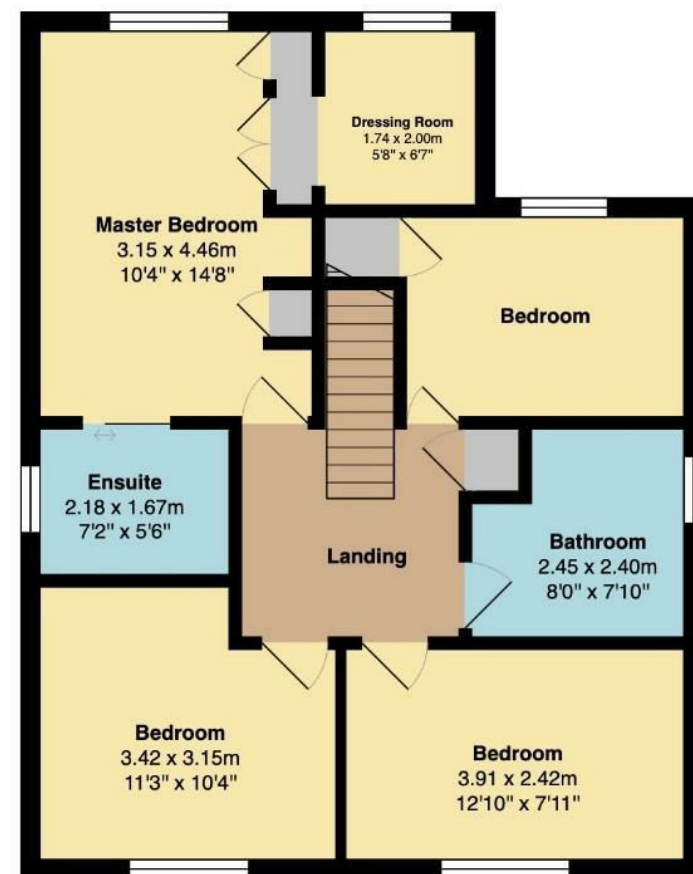 Dressing Room
1.74 x 2.00m
5'8" x 6'7"
Master Bedroom
3.15 x 4.46m
10'4" x 14'8"
Bedroom
Ensuite
2.18 x 1.67m
7'2" x 5'6"
Landing
Bathroom
2.45 x 2.40m
8'0" x 7'10"
Bedroom
3.42 x 3.15m
11'3" x 10'4"
Bedroom
3.91 x 2.42m
12'10" x 7'11"